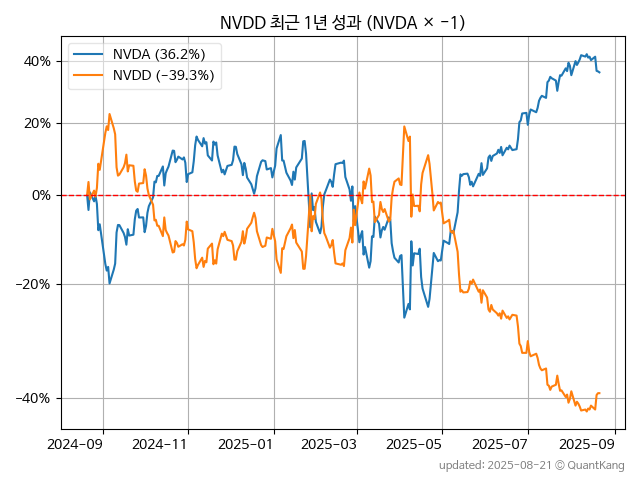 NVDD 최근 1년 성과 (NVDA × −1)
NVDA (36.2%)
NVDD (−39.3%)
40%
20%
0%
−20%
−40%
2024−09 2024−11 2025−01 2025−03 2025−05 2025−07 2025−09
updated: 2025-08-21 © QuantKang